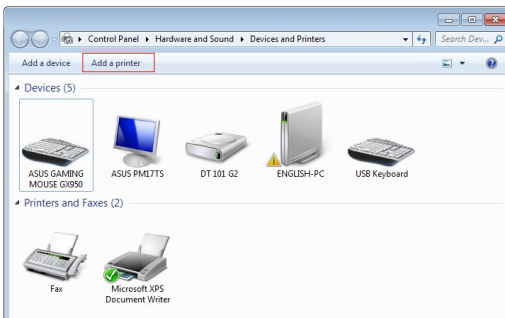 Control Panel ▸ Hardware and Sound ▸ Devices and Printers
Search Dev...
Add a device
Add a printer
Devices (5)
ASUS GAMING
MOUSE GX950
ASUS PM17TS
DT 101 G2
ENGLISH-PC
USB Keyboard
Printers and Faxes (2)
Fax
Microsoft XPS
Document Writer